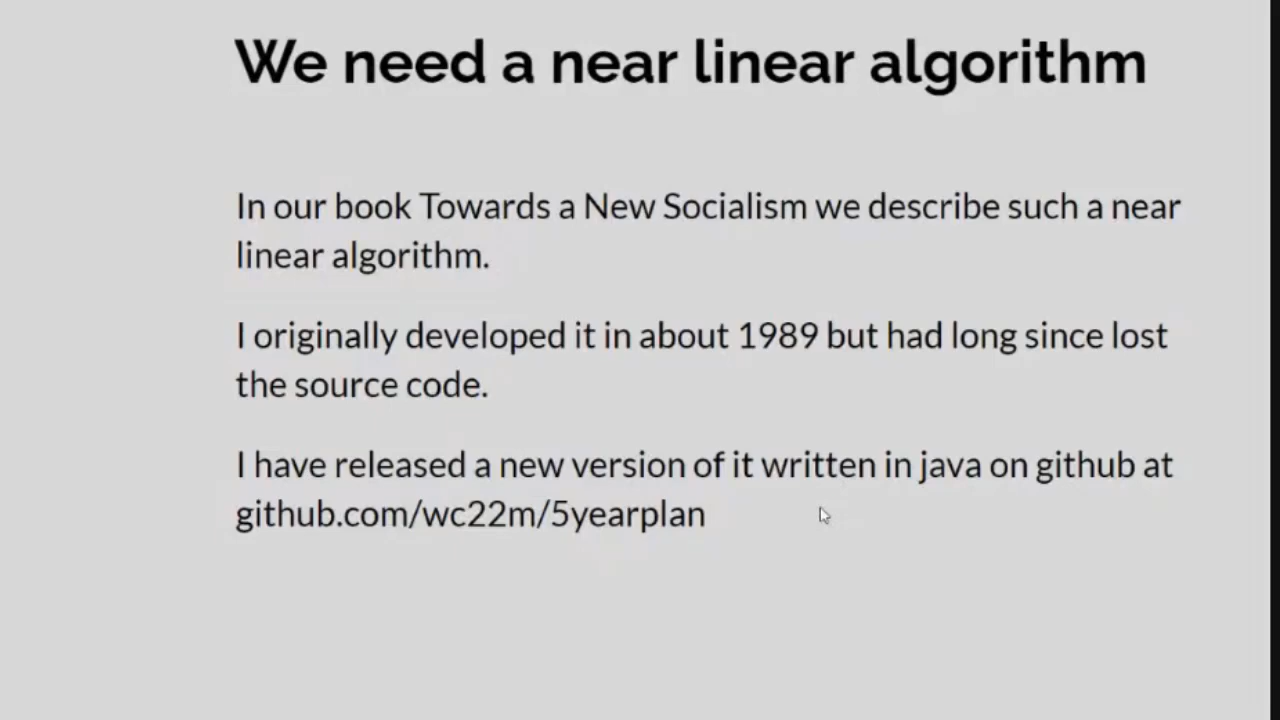 We need a near linear algorithm
In our book Towards a New Socialism we describe such a near
linear algorithm.
I originally developed it in about 1989 but had long since lost
the source code.
I have released a new version of it written in java on github at
github.com/wc22m/5yearplan